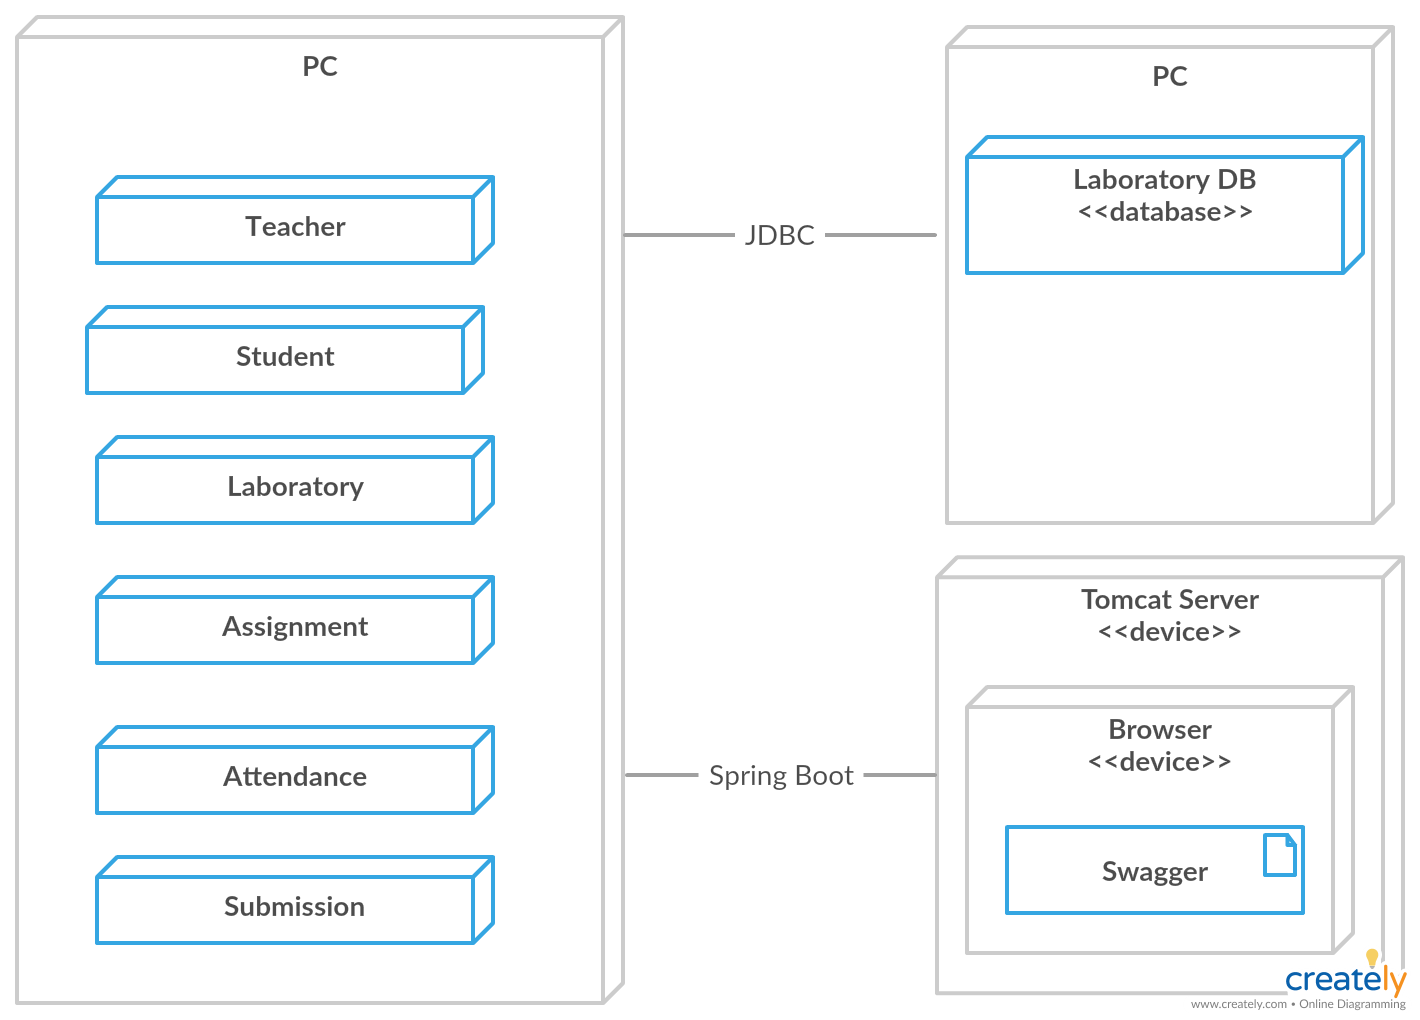 PC
Teacher
Student
Laboratory
Assignment
Attendance
Submission
JDBC
Spring Boot
PC
Laboratory DB
<<database>>
Tomcat Server
<<device>>
Browser
<<device>>
Swagger
creately
www.creately.com • Online Diagramming